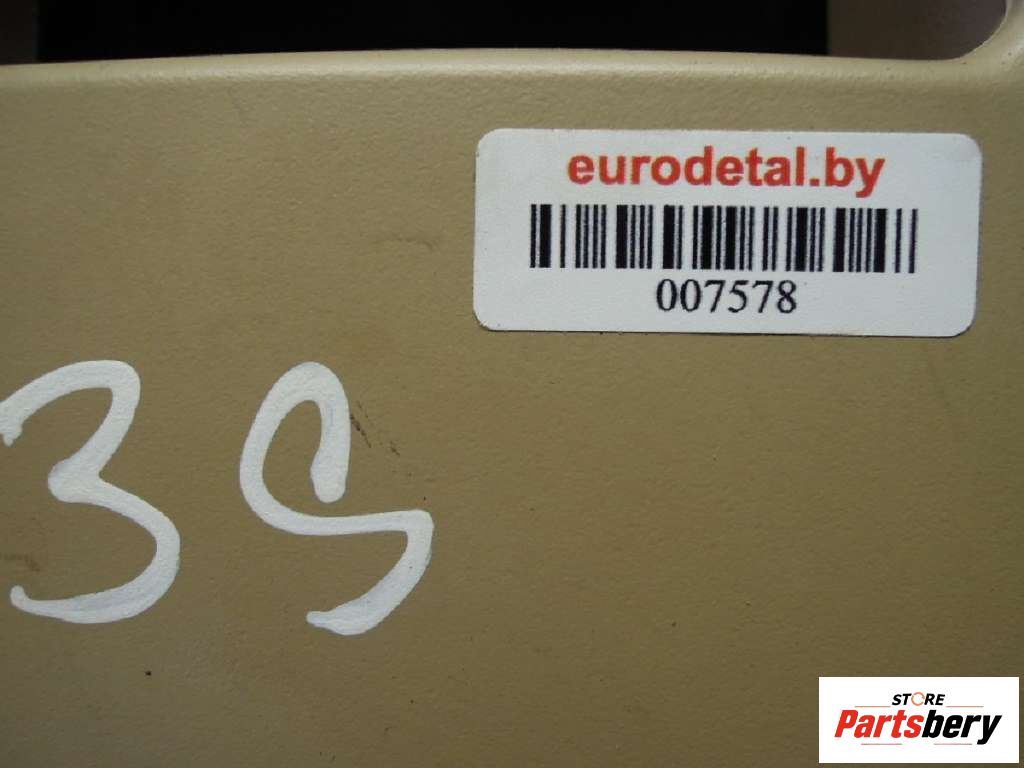 eurodetal.by
007578
3S
STORE
Partsbery